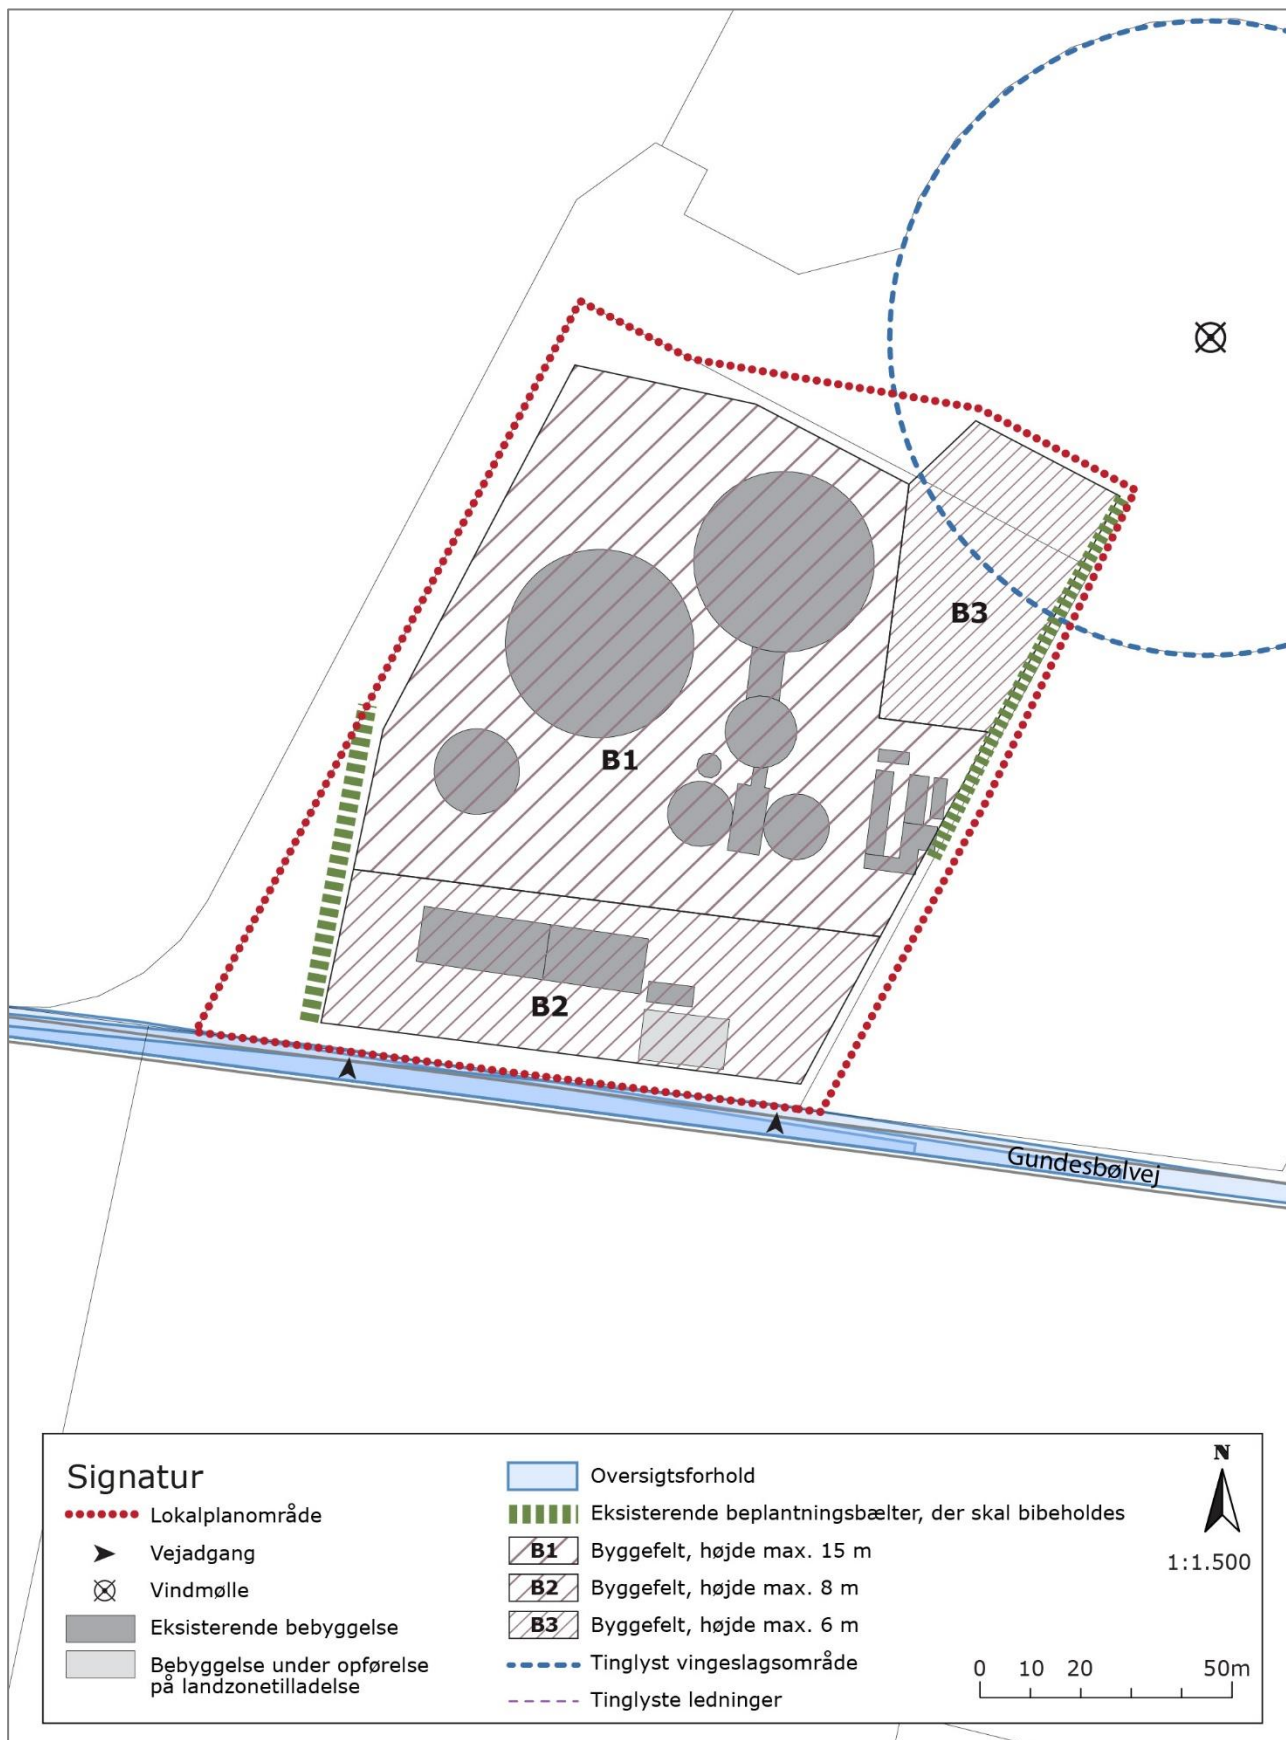 B3
B1
B2
Gundesbølvej
Signatur
Lokalplanområde
Vejadgang
Vindmølle
Eksisterende bebyggelse
Bebyggelse under opførelse
på landzonetilladelse
Oversigtsforhold
Eksisterende beplantningsbælter, der skal bibeholdes
B1 Byggefelt, højde max. 15 m
B2 Byggefelt, højde max. 8 m
B3 Byggefelt, højde max. 6 m
Tinglyst vingeslagsområde
Tinglyste ledninger
N
1:1.500
0 10 20 50m